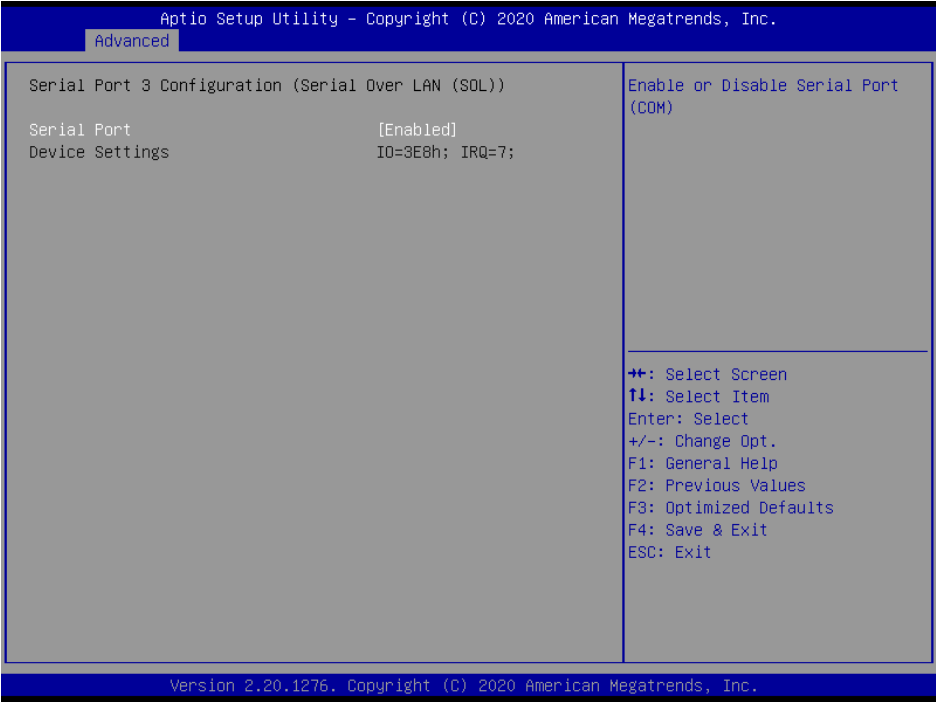 Aptio Setup Utility – Copyright (C) 2020 American Megatrends, Inc.
Advanced
Serial Port 3 Configuration (Serial Over LAN (SOL))
Serial Port [Enabled]
Device Settings IO=3E8h; IRQ=7;
Enable or Disable Serial Port
(COM)
→←: Select Screen
↑↓: Select Item
Enter: Select
+/-: Change Opt.
F1: General Help
F2: Previous Values
F3: Optimized Defaults
F4: Save & Exit
ESC: Exit
Version 2.20.1276. Copyright (C) 2020 American Megatrends, Inc.